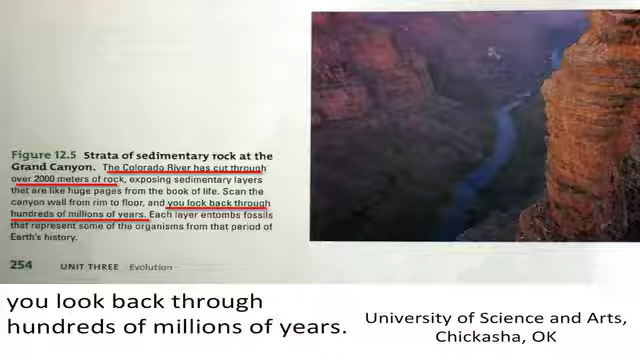 Figure 12.5 Strata of sedimentary rock at the
Grand Canyon. The Colorado River has cut through
over 2000 meters of rock, exposing sedimentary layers
that are like huge pages from the book of life. Scan the
canyon wall from rim to floor, and you look back through
hundreds of millions of years. Each layer entombs fossils
that represent some of the organisms from that period of
Earth's history.
254 UNIT THREE Evolution
you look back through
hundreds of millions of years.
University of Science and Arts,
Chickasha, OK